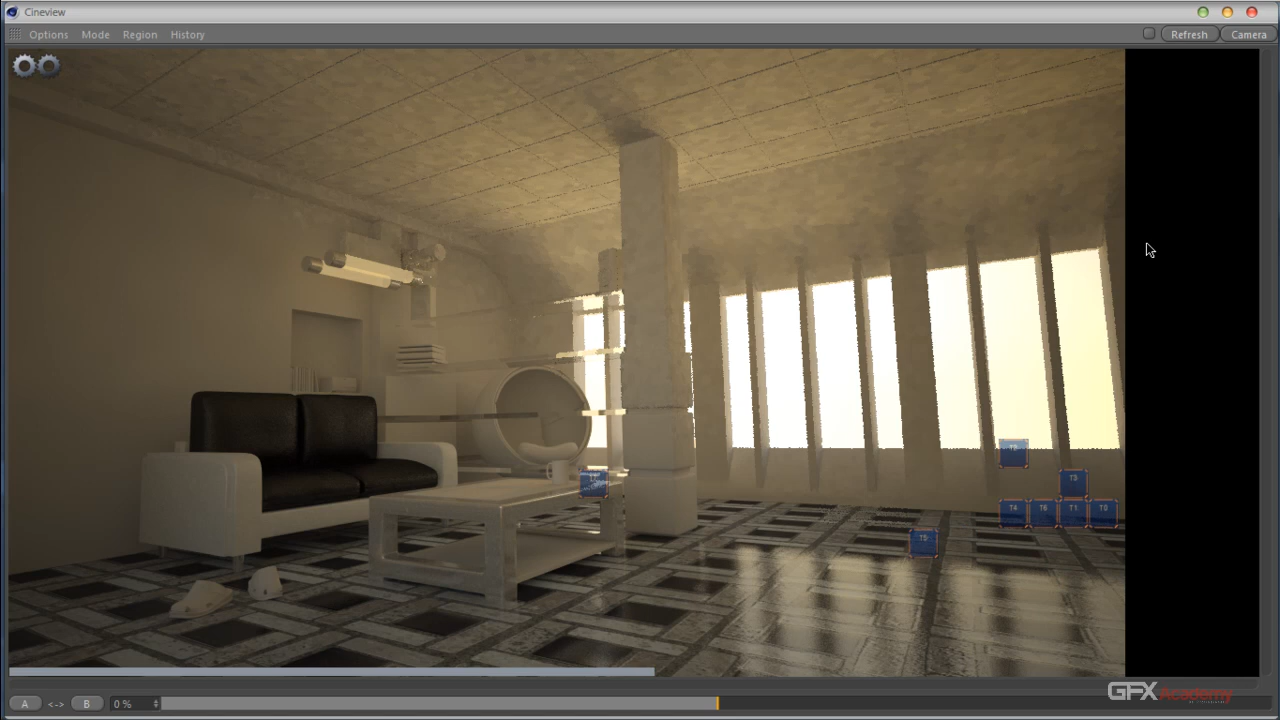 Cineview
Options Mode Region History Refresh Camera
T3
T4 T6 T1 T0
T5
A <-> B 0 %
GFX Academy